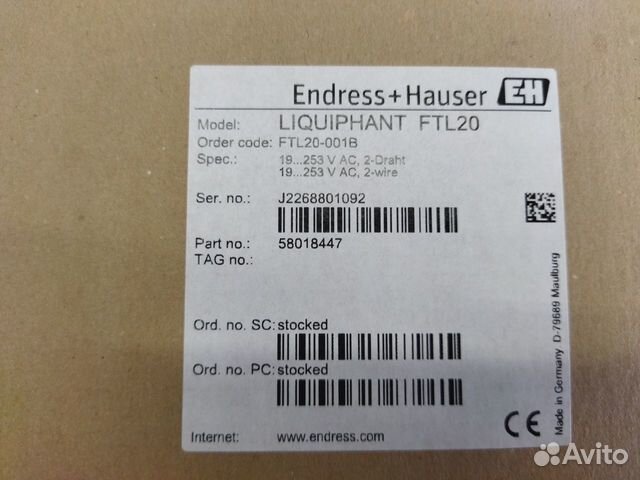 Endress+Hauser EH
Model: LIQUIPHANT FTL20
Order code: FTL20-001B
Spec.: 19...253 V AC, 2-Draht
19...253 V AC, 2-wire
Ser. no.: J2268801092
Part no.: 58018447
TAG no.:
Ord. no. SC: stocked
Ord. no. PC: stocked
Internet: www.endress.com
CE
Made in Germany D-79689 Maulburg
Avito